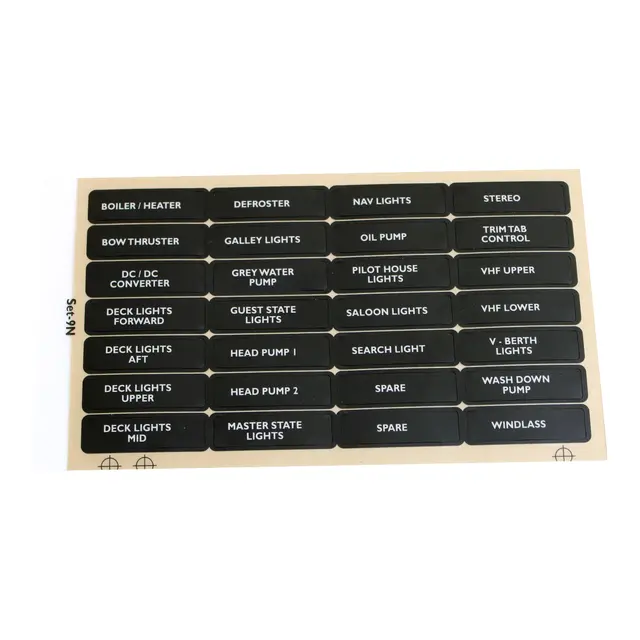 BOILER / HEATER
DEFROSTER
NAV LIGHTS
STEREO
BOW THRUSTER
GALLEY LIGHTS
OIL PUMP
TRIM TAB
CONTROL
DC / DC
CONVERTER
GREY WATER
PUMP
PILOT HOUSE
LIGHTS
VHF UPPER
DECK LIGHTS
FORWARD
GUEST STATE
LIGHTS
SALOON LIGHTS
VHF LOWER
DECK LIGHTS
AFT
HEAD PUMP 1
SEARCH LIGHT
V - BERTH
LIGHTS
DECK LIGHTS
UPPER
HEAD PUMP 2
SPARE
WASH DOWN
PUMP
DECK LIGHTS
MID
MASTER STATE
LIGHTS
SPARE
WINDLASS
Set-9N